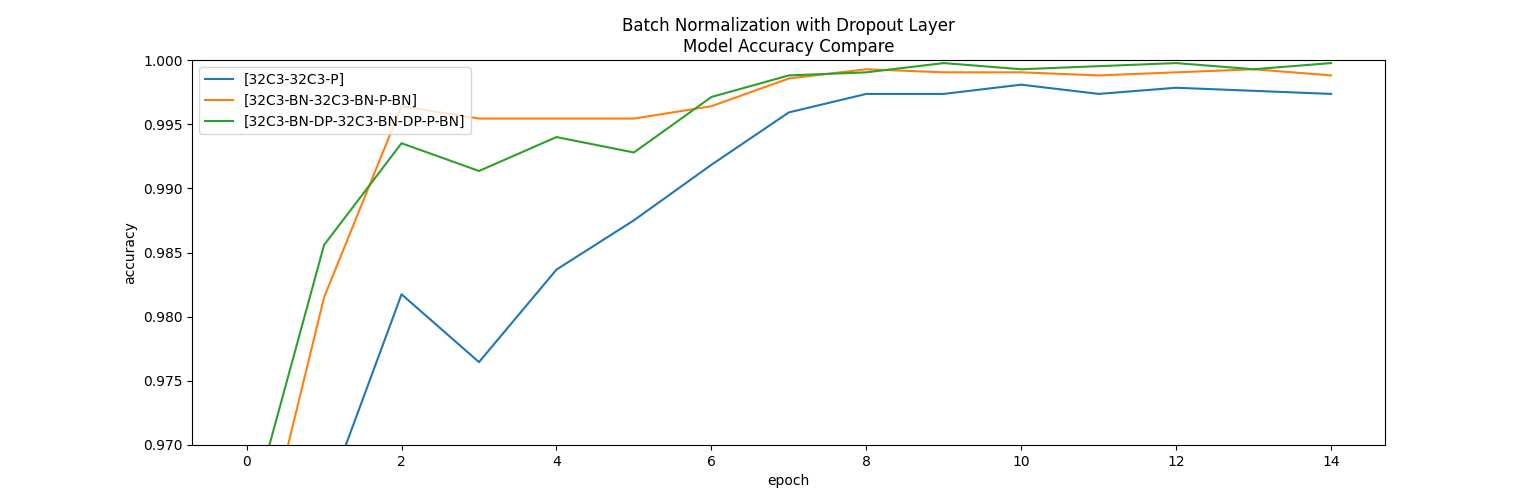 Batch Normalization with Dropout Layer
Model Accuracy Compare
1.000
0.995
0.990
0.985
0.980
0.975
0.970
accuracy
[32C3-32C3-P]
[32C3-BN-32C3-BN-P-BN]
[32C3-BN-DP-32C3-BN-DP-P-BN]
0 2 4 6 8 10 12 14
epoch